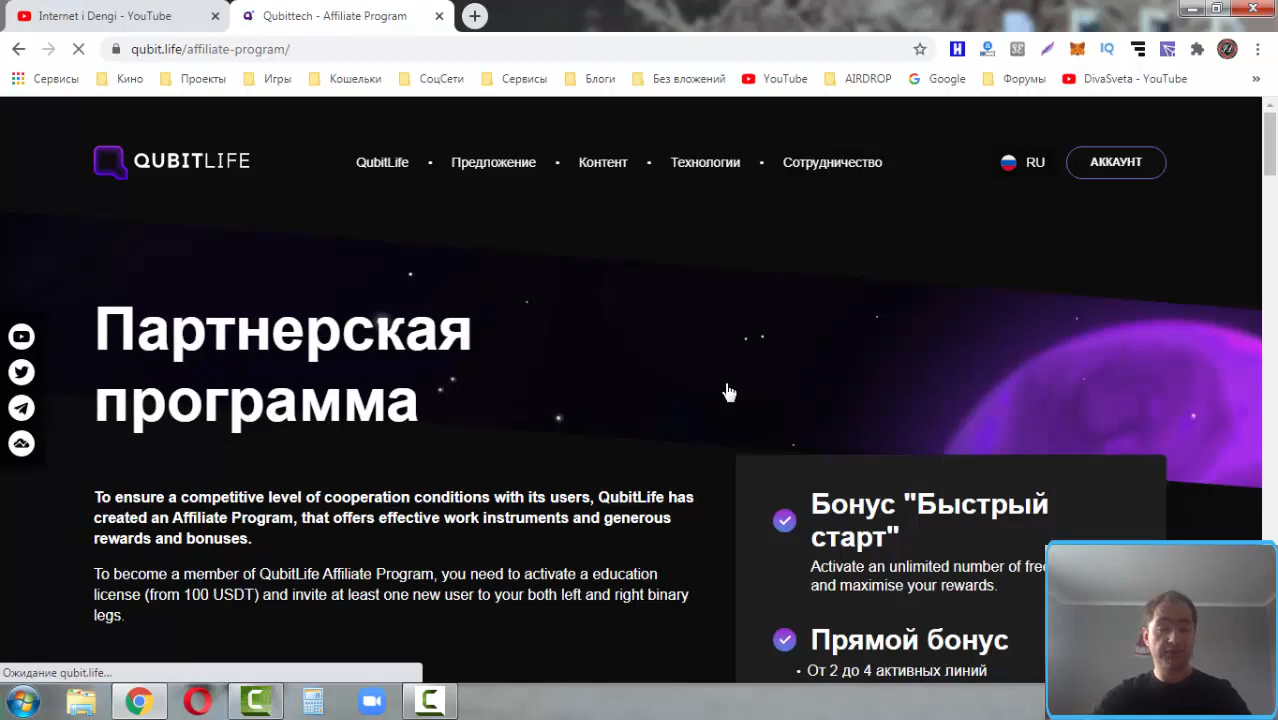 Internet i Dengi - YouTube
Qubittech - Affiliate Program
qubit.life/affiliate-program/
Сервисы
Кино
Проекты
Игры
Кошельки
СоцСети
Сервисы
Блоги
Без вложений
YouTube
AIRDROP
Google
Форумы
DivaSveta - YouTube
»
QUBITLIFE
QubitLife • Предложение • Контент • Технологии • Сотрудничество
RU
АККАУНТ
Партнерская
программа
To ensure a competitive level of cooperation conditions with its users, QubitLife has
created an Affiliate Program, that offers effective work instruments and generous
rewards and bonuses.
To become a member of QubitLife Affiliate Program, you need to activate a education
license (from 100 USDT) and invite at least one new user to your both left and right binary
legs.
Бонус "Быстрый
старт"
Activate an unlimited number of free
and maximise your rewards.
Прямой бонус
• От 2 до 4 активных линий
Ожидание qubit.life...